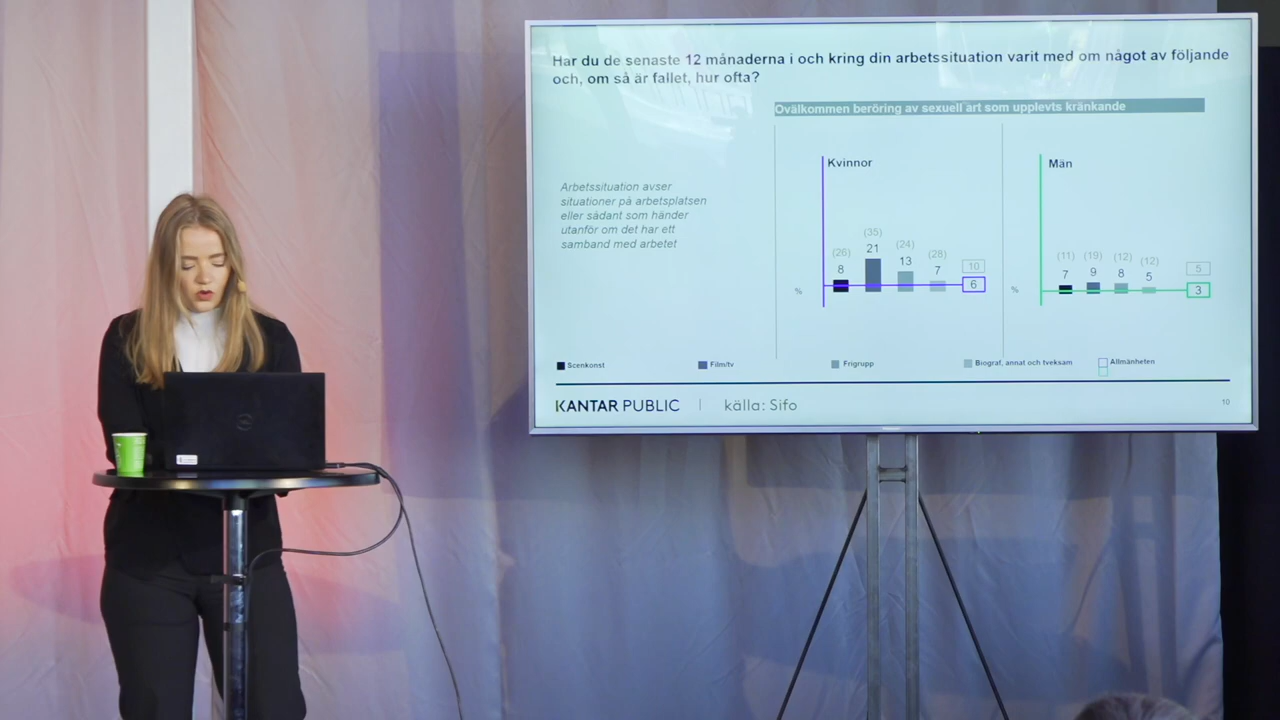 Har du de senaste 12 månaderna i och kring din arbetssituation varit med om något av följande
och, om så är fallet, hur ofta?
Ovälkommen beröring av sexuell art som upplevts kränkande
Arbetssituation avser
situationer på arbetsplatsen
eller sådant som händer
utanför om det har ett
samband med arbetet
Kvinnor
(26) (35) (24) (28) 10
8 21 13 7 6
%
Män
(11) (19) (12) (12) 5
7 9 8 5 3
%
Scenkonst Film/tv Frigrupp Biograf, annat och tveksam Allmänheten
KANTAR PUBLIC | källa: Sifo 10